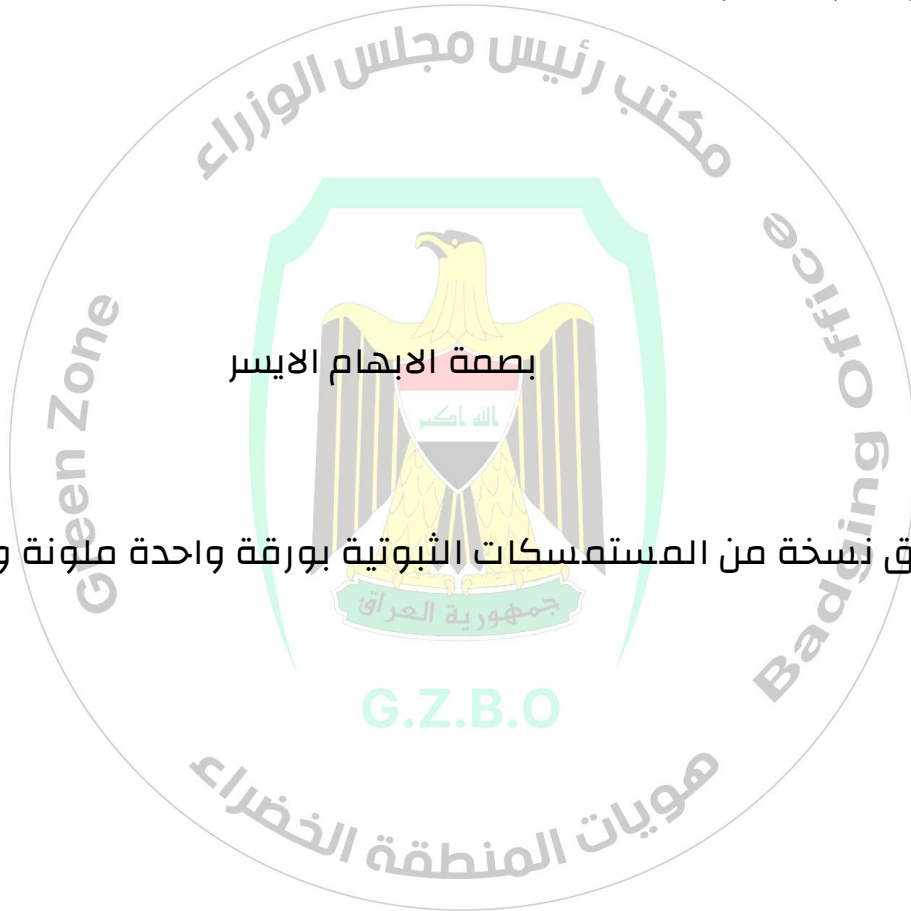 مكتب رئيس مجلس الوزراء
Green Zone
Badging Office
بصمة الابهام الايسر
الله اكبر
ق نسخة من المستمسكات الثبوتية بورقة واحدة ملونة و
جمهورية العراق
G.Z.B.O
هويات المنطقة الخضراء